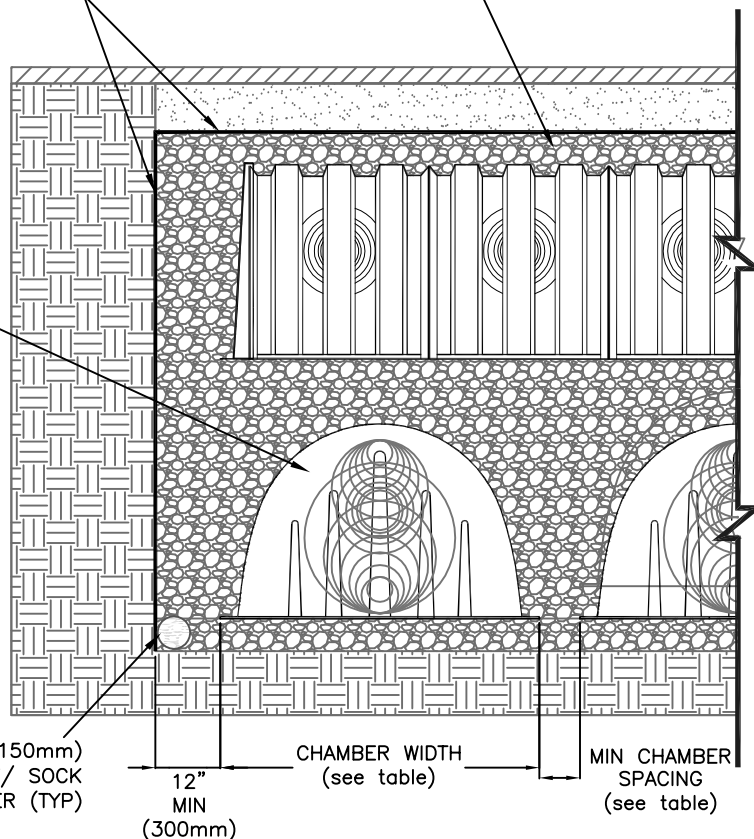 150mm)
/ SOCK
ER (TYP)
12"
MIN
(300mm)
CHAMBER WIDTH
(see table)
MIN CHAMBER
SPACING
(see table)